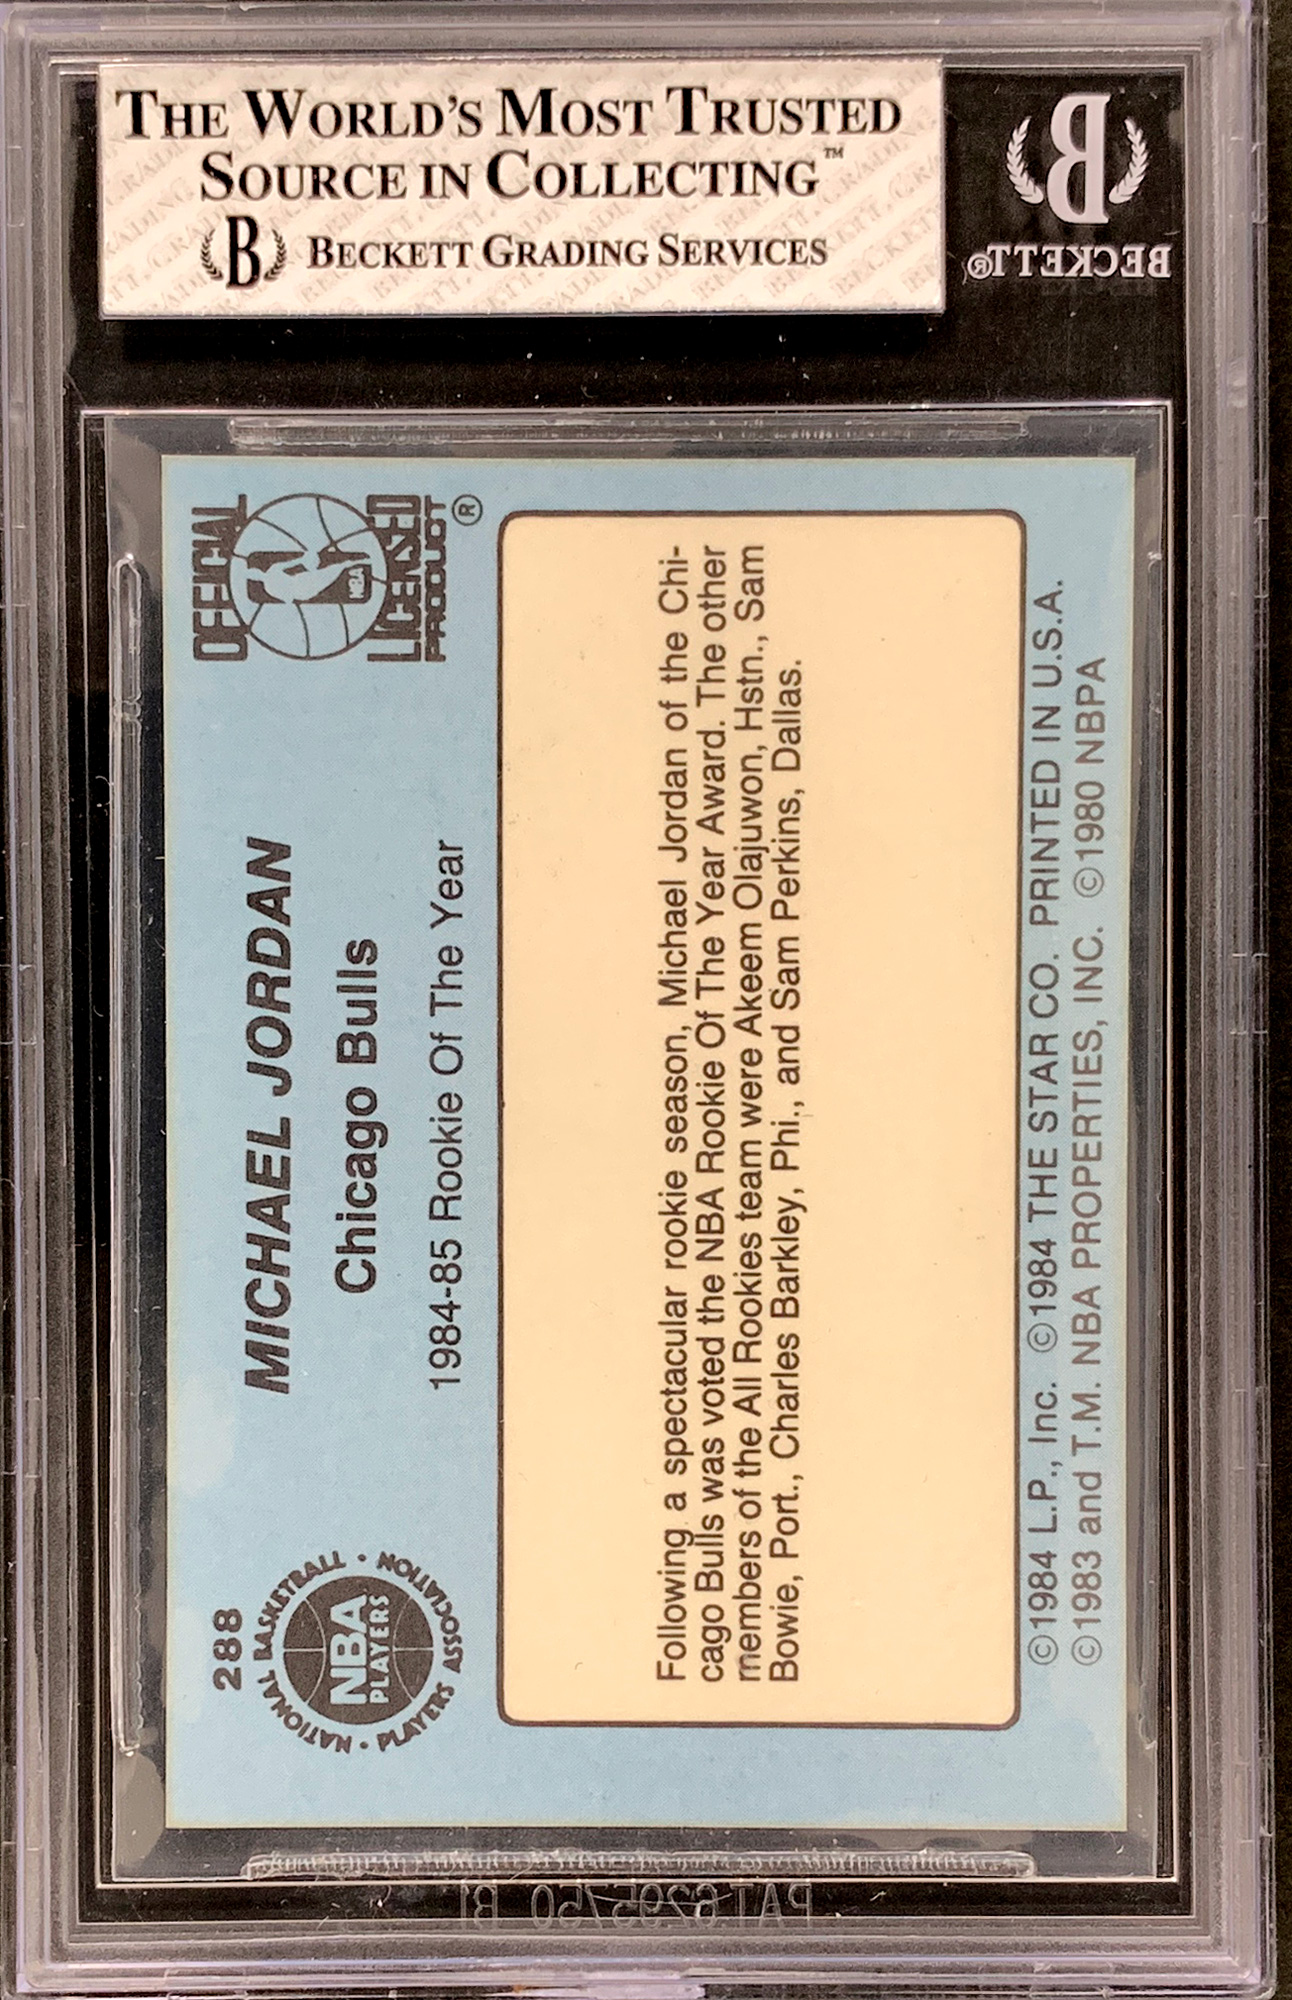 THE WORLD'S MOST TRUSTED
SOURCE IN COLLECTING™
B BECKETT GRADING SERVICES
B
BECKETT®
288
NATIONAL BASKETBALL • PLAYERS ASSOCIATION •
NBA
PLAYERS
MICHAEL JORDAN
Chicago Bulls
1984-85 Rookie Of The Year
OFFICIAL
NBA
LICENSED
PRODUCT ®
Following a spectacular rookie season, Michael Jordan of the Chi-
cago Bulls was voted the NBA Rookie Of The Year Award. The other
members of the All Rookies team were Akeem Olajuwon, Hstn., Sam
Bowie, Port., Charles Barkley, Phi., and Sam Perkins, Dallas.
©1984 L.P., Inc. ©1984 THE STAR CO. PRINTED IN U.S.A.
©1983 and T.M. NBA PROPERTIES, INC. ©1980 NBPA